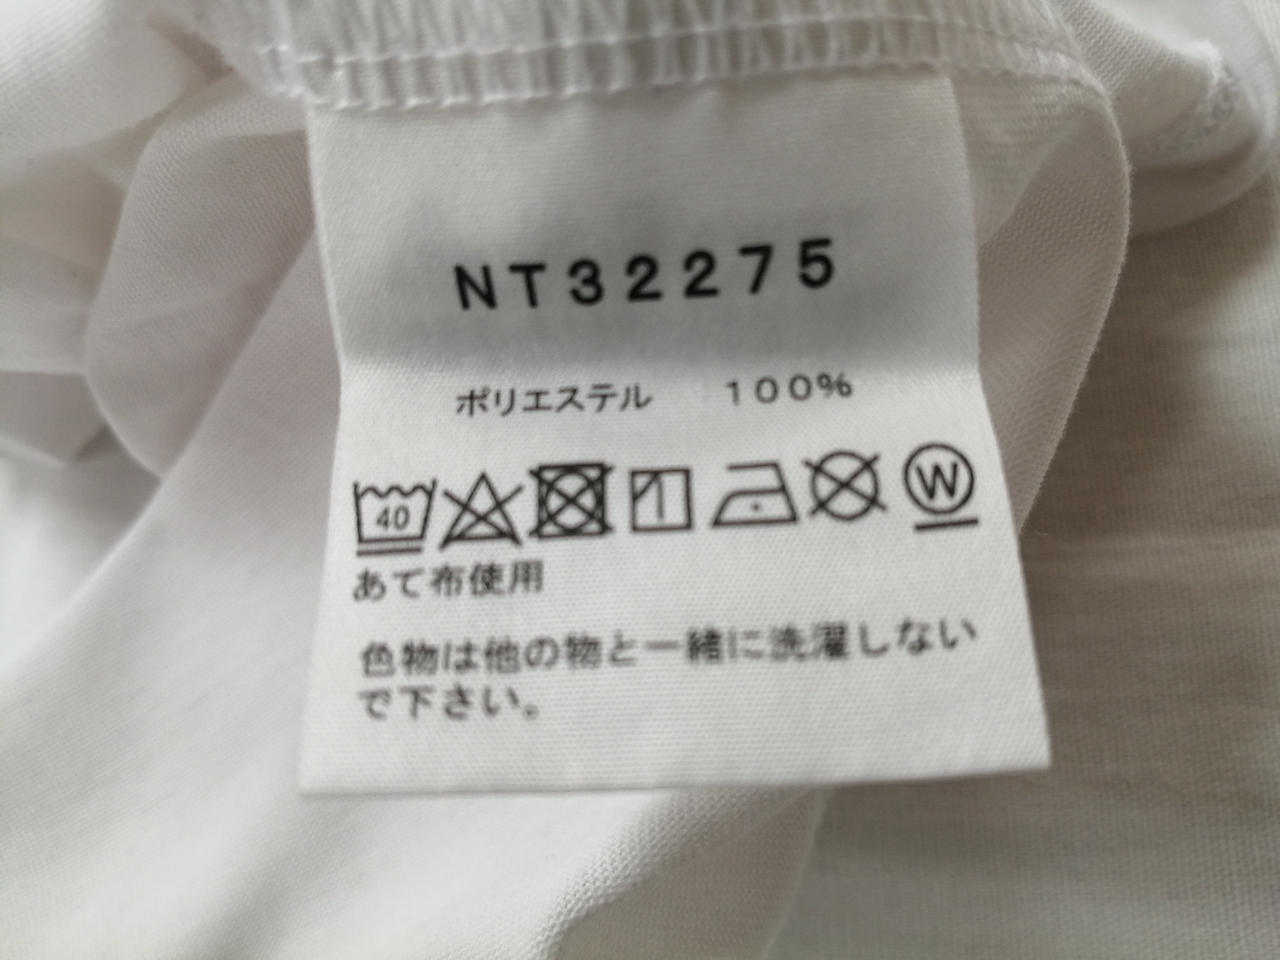 NT32275
ポリエステル 100%
40 W
あて布使用
色物は他の物と一緒に洗濯しない
で下さい。